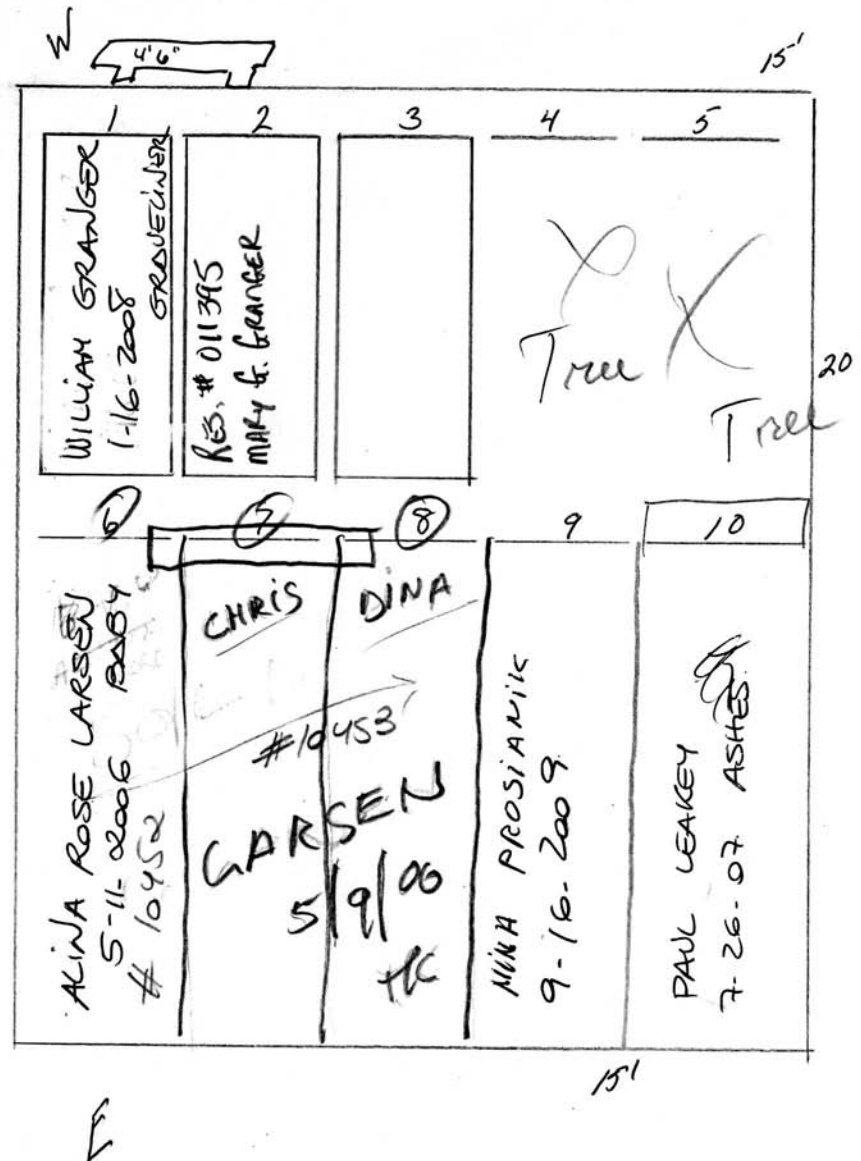 W
4'6"
15'
1
2
3
4
5
WILLIAM GRANGER
1-16-2008
GRAVELINER
RES. # 011395
MARY G. GRANGER
Tree
Tree
20
6
7
8
9
10
ALINA ROSE LARSEN
5-11-2006 BABY
# 10452
CHRIS
DINA
#10453
LARSEN
5/9/06
HK
NINA PROSIANIK
9-16-2009
PAUL LEAKEY
7-26-07 ASHES
15'
E